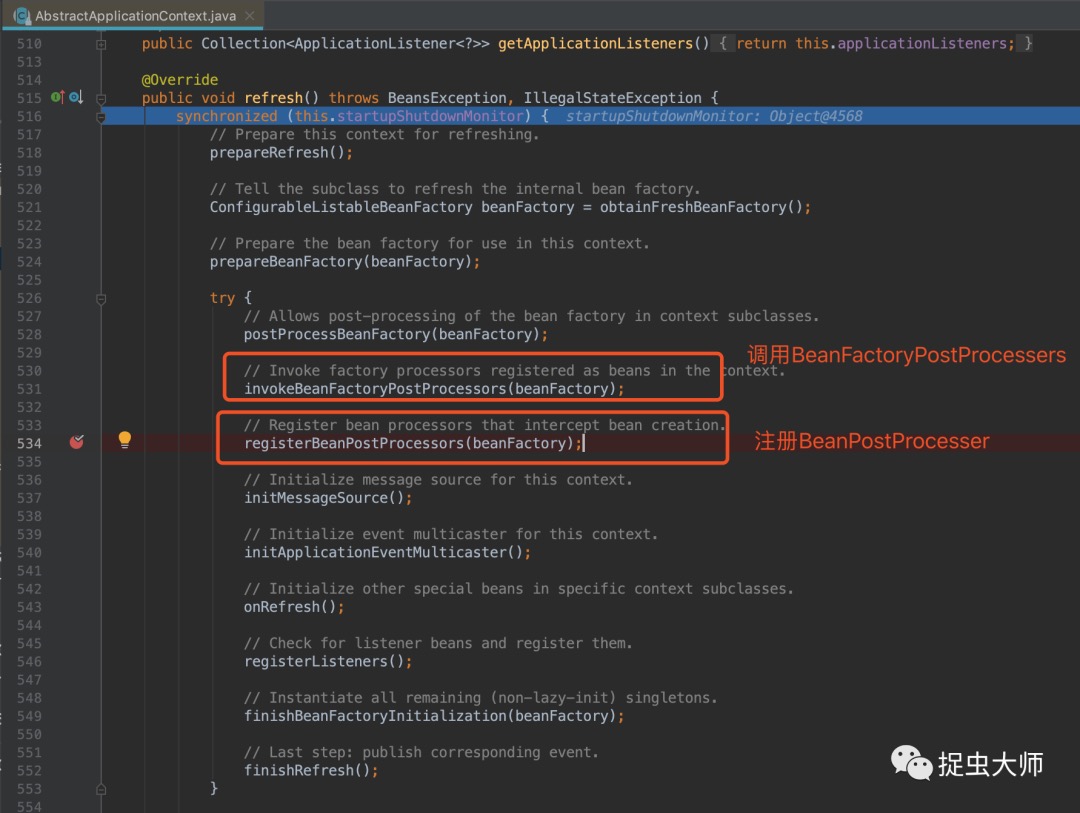 AbstractApplicationContext.java
510 public Collection<ApplicationListener<?>> getApplicationListeners() { return this.applicationListeners; }
513
514 @Override
515 public void refresh() throws BeansException, IllegalStateException {
516 synchronized (this.startupShutdownMonitor) { startupShutdownMonitor: Object@4568
517 // Prepare this context for refreshing.
518 prepareRefresh();
519
520 // Tell the subclass to refresh the internal bean factory.
521 ConfigurableListableBeanFactory beanFactory = obtainFreshBeanFactory();
522
523 // Prepare the bean factory for use in this context.
524 prepareBeanFactory(beanFactory);
525
526 try {
527 // Allows post-processing of the bean factory in context subclasses.
528 postProcessBeanFactory(beanFactory);
529
调用BeanFactoryPostProcessers
530 // Invoke factory processors registered as beans in the context.
531 invokeBeanFactoryPostProcessors(beanFactory);
532
533 // Register bean processors that intercept bean creation.
534 registerBeanPostProcessors(beanFactory); 注册BeanPostProcesser
535
536 // Initialize message source for this context.
537 initMessageSource();
538
539 // Initialize event multicaster for this context.
540 initApplicationEventMulticaster();
541
542 // Initialize other special beans in specific context subclasses.
543 onRefresh();
544
545 // Check for listener beans and register them.
546 registerListeners();
547
548 // Instantiate all remaining (non-lazy-init) singletons.
549 finishBeanFactoryInitialization(beanFactory);
550
551 // Last step: publish corresponding event.
552 finishRefresh();
553 }
554
捉虫大师